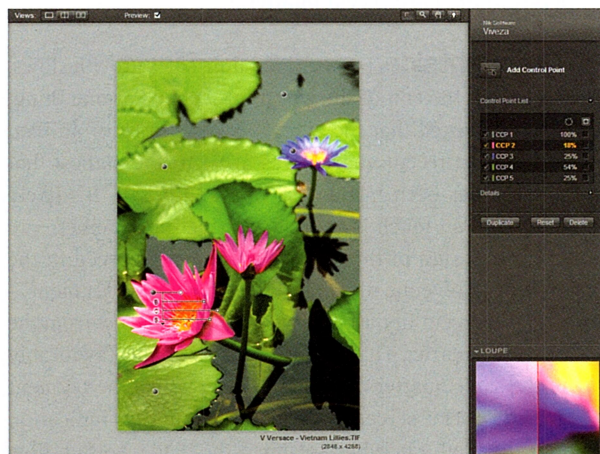 Views:
Preview:
Nik Software
Viveza
Add Control Point
Control Point List
CCP 1 100%
CCP 2 18%
CCP 3 25%
CCP 4 54%
CCP 5 25%
Details
Duplicate Reset Delete
LOUPE
V Versace - Vietnam Lillies.TIF
(2848 x 4288)